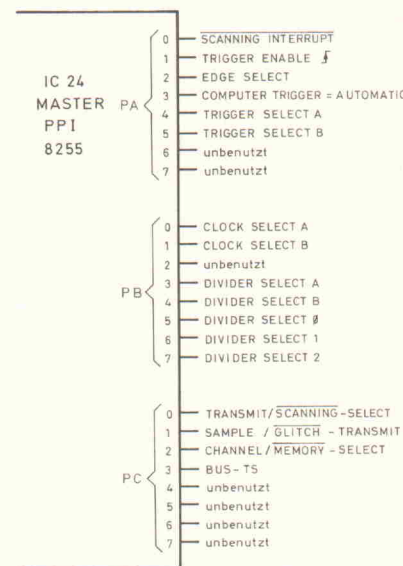 IC 24
MASTER
PPI
8255
PA
0 SCANNING INTERRUPT
1 TRIGGER ENABLE
2 EDGE SELECT
3 COMPUTER TRIGGER = AUTOMATIC
4 TRIGGER SELECT A
5 TRIGGER SELECT B
6 unbenutzt
7 unbenutzt
PB
0 CLOCK SELECT A
1 CLOCK SELECT B
2 unbenutzt
3 DIVIDER SELECT A
4 DIVIDER SELECT B
5 DIVIDER SELECT Ø
6 DIVIDER SELECT 1
7 DIVIDER SELECT 2
PC
0 TRANSMIT/SCANNING-SELECT
1 SAMPLE / GLITCH - TRANSMIT
2 CHANNEL/MEMORY - SELECT
3 BUS-TS
4 unbenutzt
5 unbenutzt
6 unbenutzt
7 unbenutzt